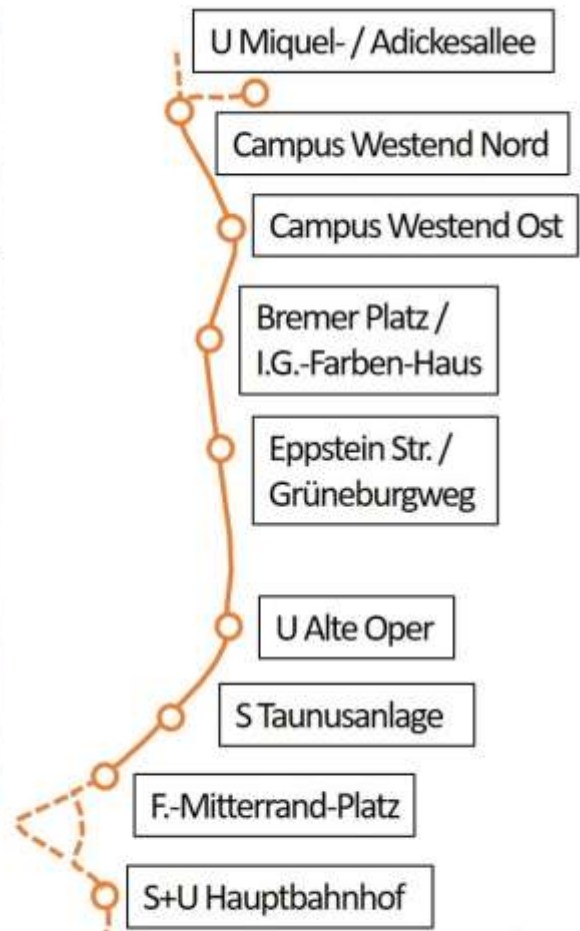 U Miquel- / Adickesallee
Campus Westend Nord
Campus Westend Ost
Bremer Platz /
I.G.-Farben-Haus
Eppstein Str. /
Grüneburgweg
U Alte Oper
S Taunusanlage
F.-Mitterrand-Platz
S+U Hauptbahnhof